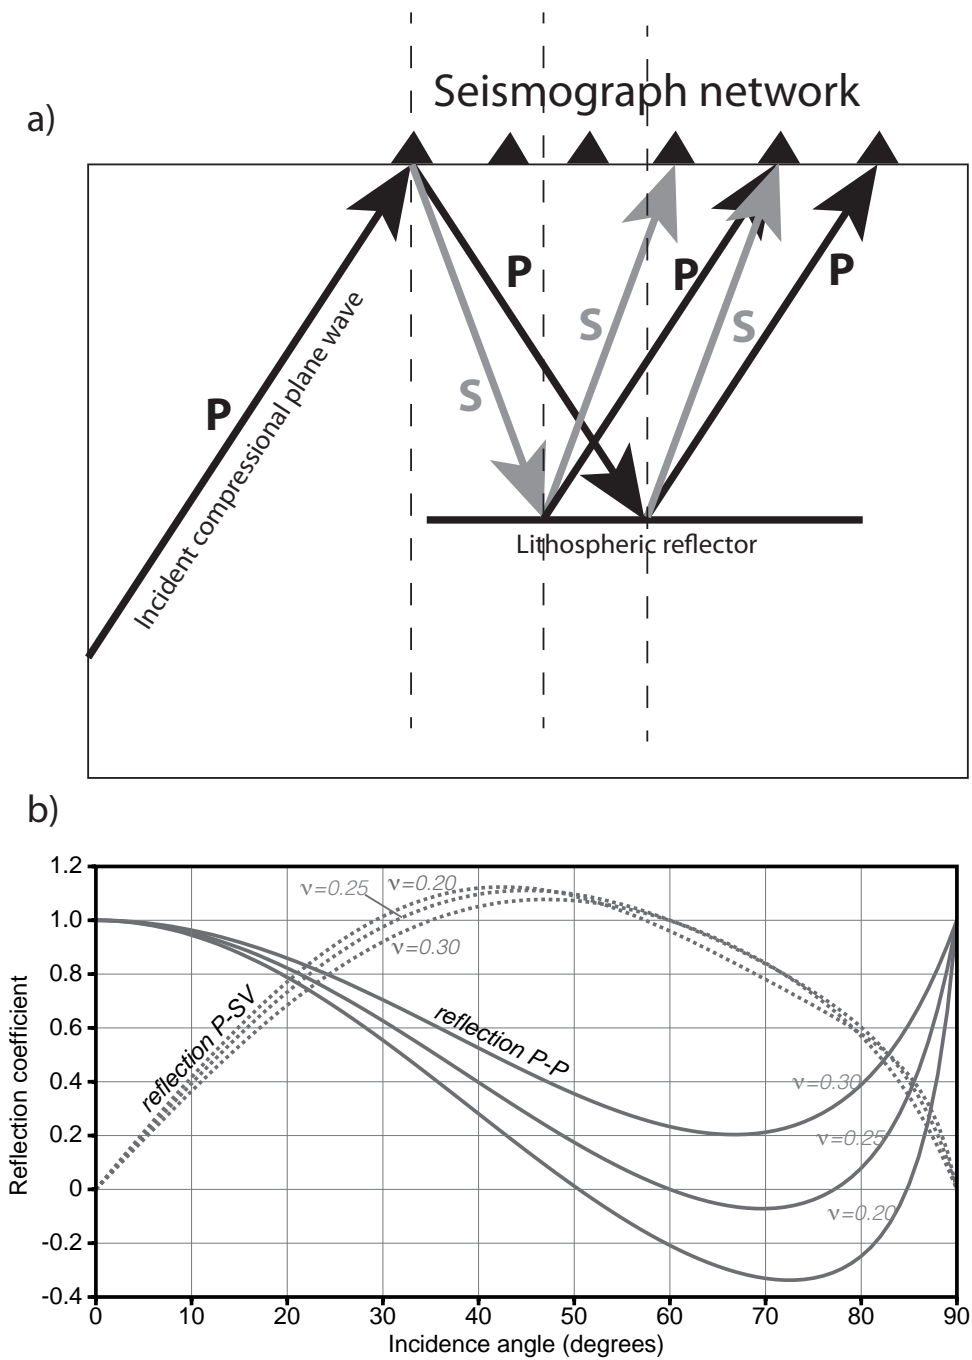 a)
Seismograph network
P
Incident compressional plane wave
P
S
S
P
S
P
Lithospheric reflector
b)
1.2
1.0
0.8
0.6
0.4
0.2
0
-0.2
-0.4
Reflection coefficient
ν=0.25
ν=0.20
ν=0.30
reflection P-SV
reflection P-P
ν=0.30
ν=0.25
ν=0.20
0 10 20 30 40 50 60 70 80 90
Incidence angle (degrees)